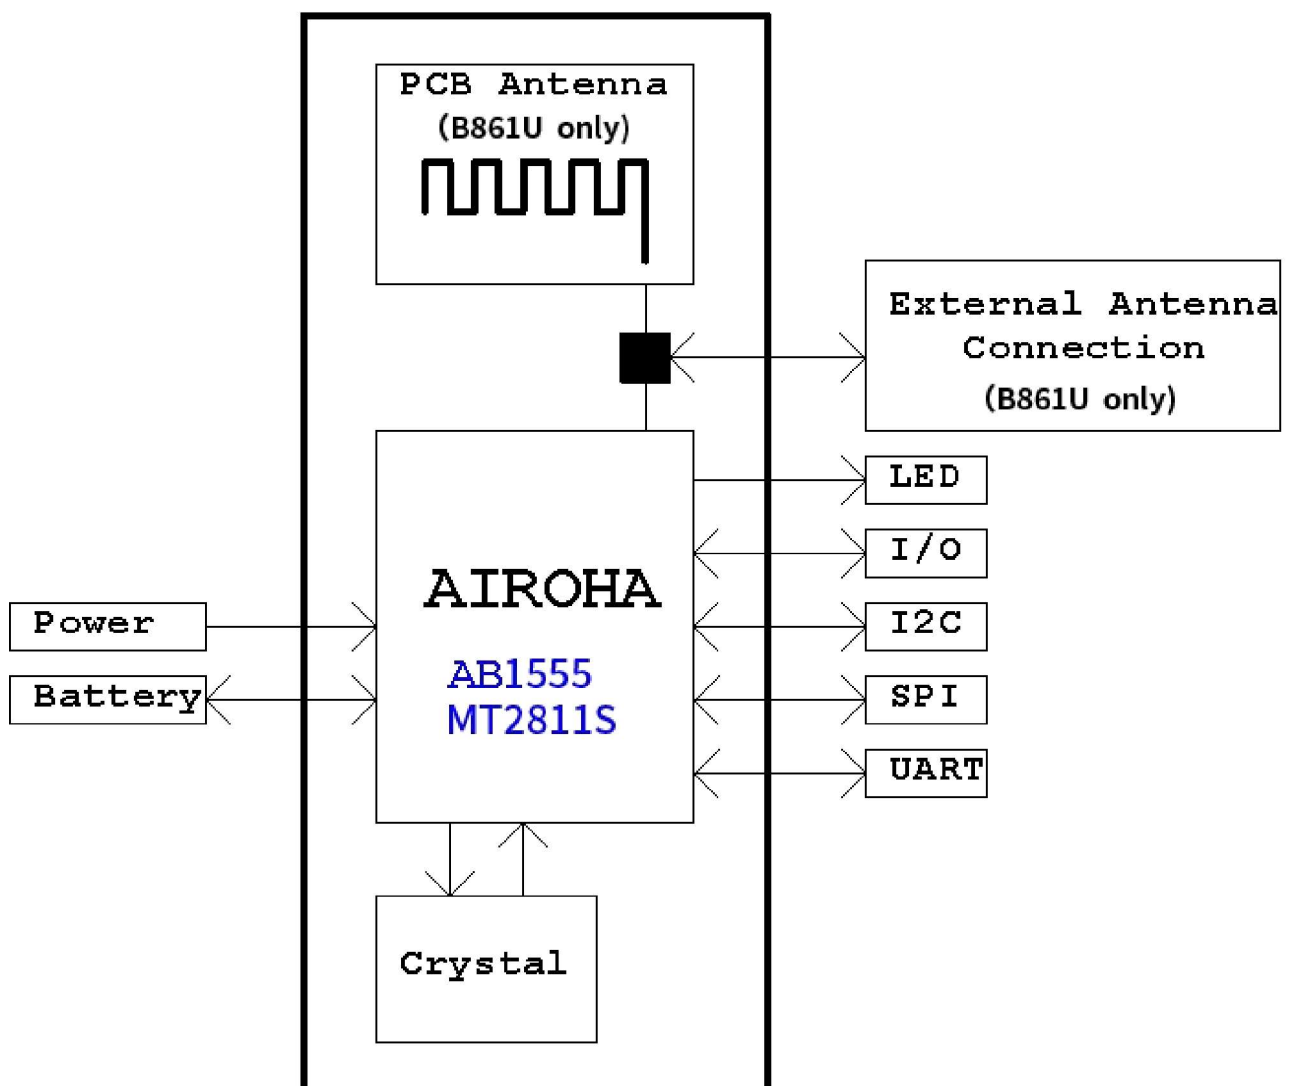 PCB Antenna
(B861U only)
External Antenna
Connection
(B861U only)
LED
I/O
AIROHA
I2C
Power
AB1555
SPI
Battery
MT2811S
UART
Crystal